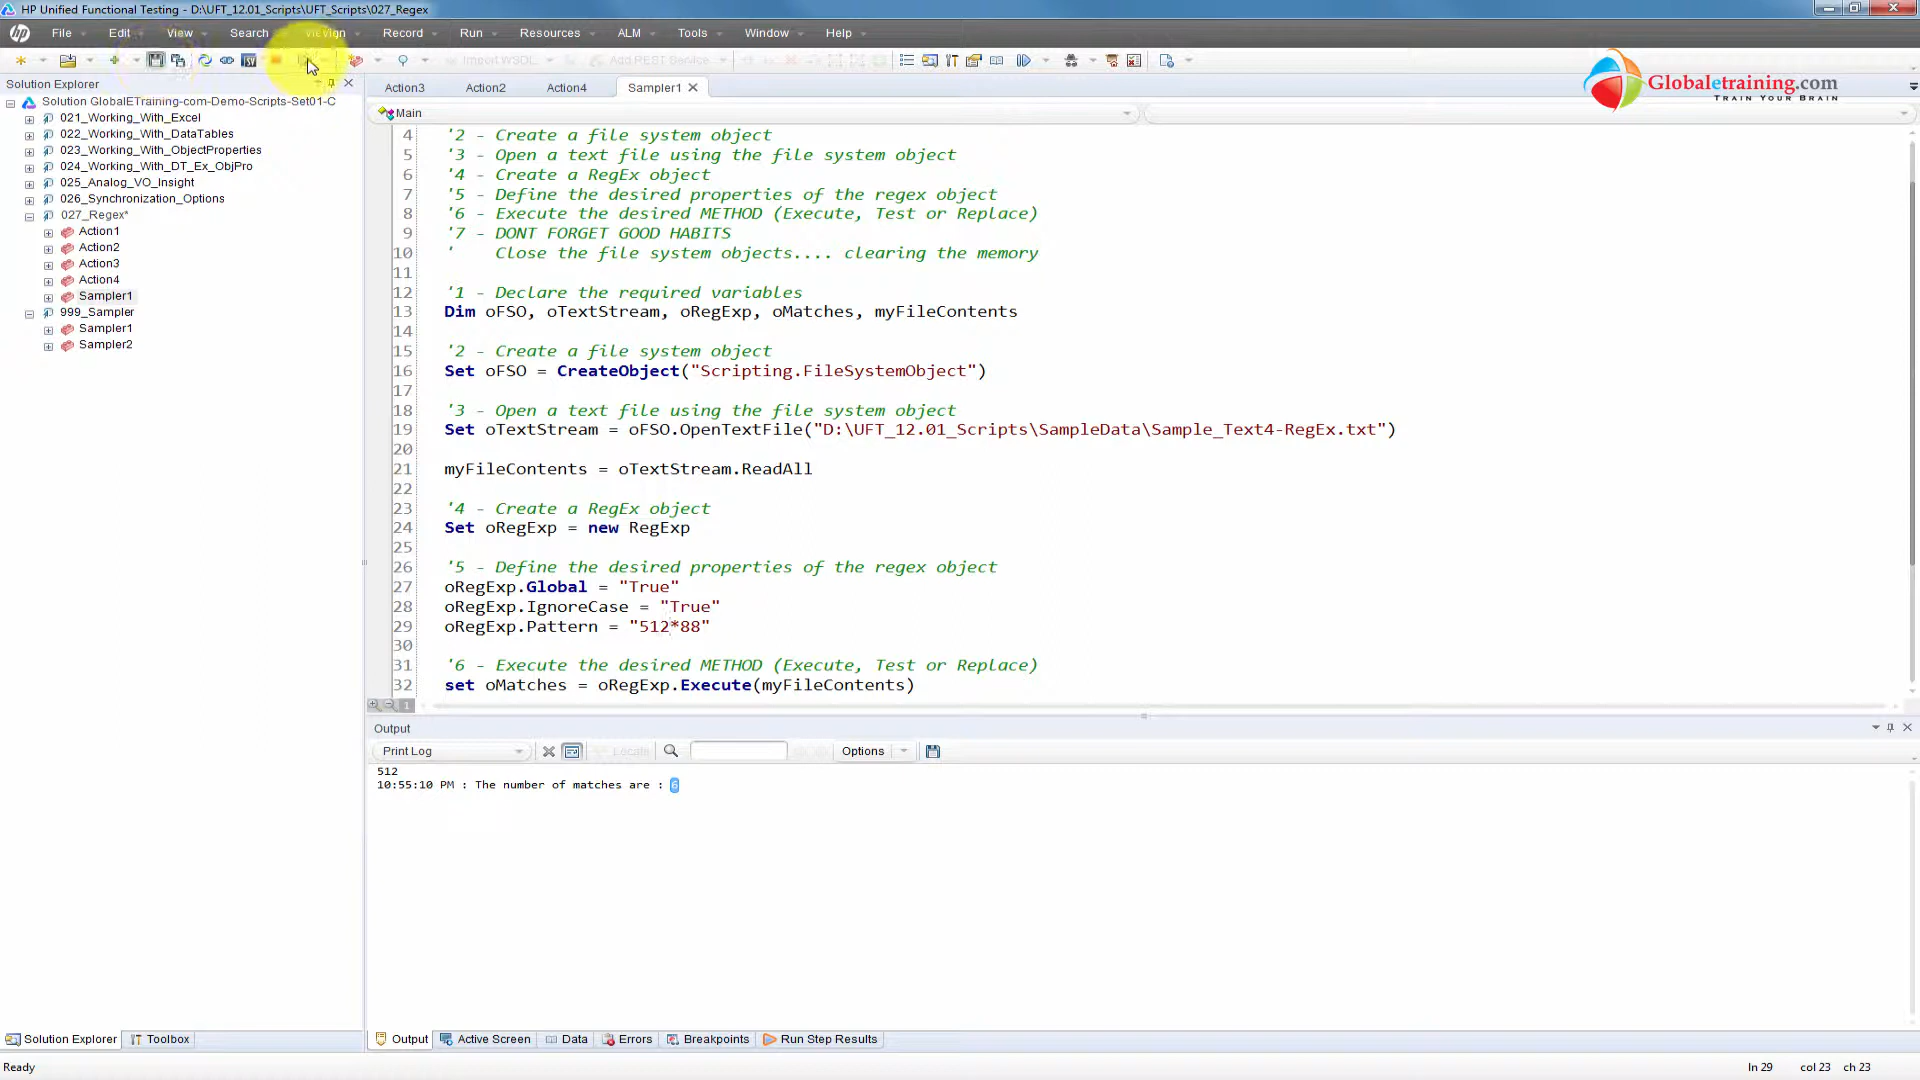 HP Unified Functional Testing - D:\UFT_12.01_Scripts\UFT_Scripts\027_Regex
File Edit View Search Record Run Resources ALM Tools Window Help
Import WSDL Add REST Service
Globaletraining.com
TRAIN YOUR BRAIN
Solution Explorer
Action3 Action2 Action4 Sampler1
Main
Solution GlobalETraining-com-Demo-Scripts-Set01-C
021_Working_With_Excel
022_Working_With_DataTables
023_Working_With_ObjectProperties
024_Working_With_DT_Ex_ObjPro
025_Analog_VO_Insight
026_Synchronization_Options
027_Regex*
Action1
Action2
Action3
Action4
Sampler1
999_Sampler
Sampler1
Sampler2
4 '2 - Create a file system object
5 '3 - Open a text file using the file system object
6 '4 - Create a RegEx object
7 '5 - Define the desired properties of the regex object
8 '6 - Execute the desired METHOD (Execute, Test or Replace)
9 '7 - DONT FORGET GOOD HABITS
10 ' Close the file system objects.... clearing the memory
11
12 '1 - Declare the required variables
13 Dim oFSO, oTextStream, oRegExp, oMatches, myFileContents
14
15 '2 - Create a file system object
16 Set oFSO = CreateObject("Scripting.FileSystemObject")
17
18 '3 - Open a text file using the file system object
19 Set oTextStream = oFSO.OpenTextFile("D:\UFT_12.01_Scripts\SampleData\Sample_Text4-RegEx.txt")
20
21 myFileContents = oTextStream.ReadAll
22
23 '4 - Create a RegEx object
24 Set oRegExp = new RegExp
25
26 '5 - Define the desired properties of the regex object
27 oRegExp.Global = "True"
28 oRegExp.IgnoreCase = "True"
29 oRegExp.Pattern = "512*88"
30
31 '6 - Execute the desired METHOD (Execute, Test or Replace)
32 set oMatches = oRegExp.Execute(myFileContents)
1
Output
Print Log Locate Options
512
10:55:10 PM : The number of matches are : 6
Solution Explorer Toolbox
Output Active Screen Data Errors Breakpoints Run Step Results
Ready
ln 29 col 23 ch 23